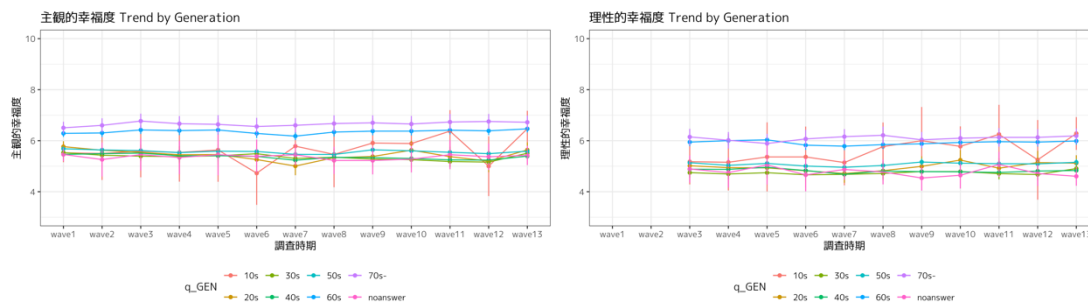 主観的幸福度 Trend by Generation
10
8
6
4
主観的幸福度
wave1 wave2 wave3 wave4 wave5 wave6 wave7 wave8 wave9 wave10 wave11 wave12 wave13
調査時期
q_GEN
10s 30s 50s 70s-
20s 40s 60s noanswer
理性的幸福度 Trend by Generation
10
8
6
4
理性的幸福度
wave1 wave2 wave3 wave4 wave5 wave6 wave7 wave8 wave9 wave10 wave11 wave12 wave13
調査時期
q_GEN
10s 30s 50s 70s-
20s 40s 60s noanswer